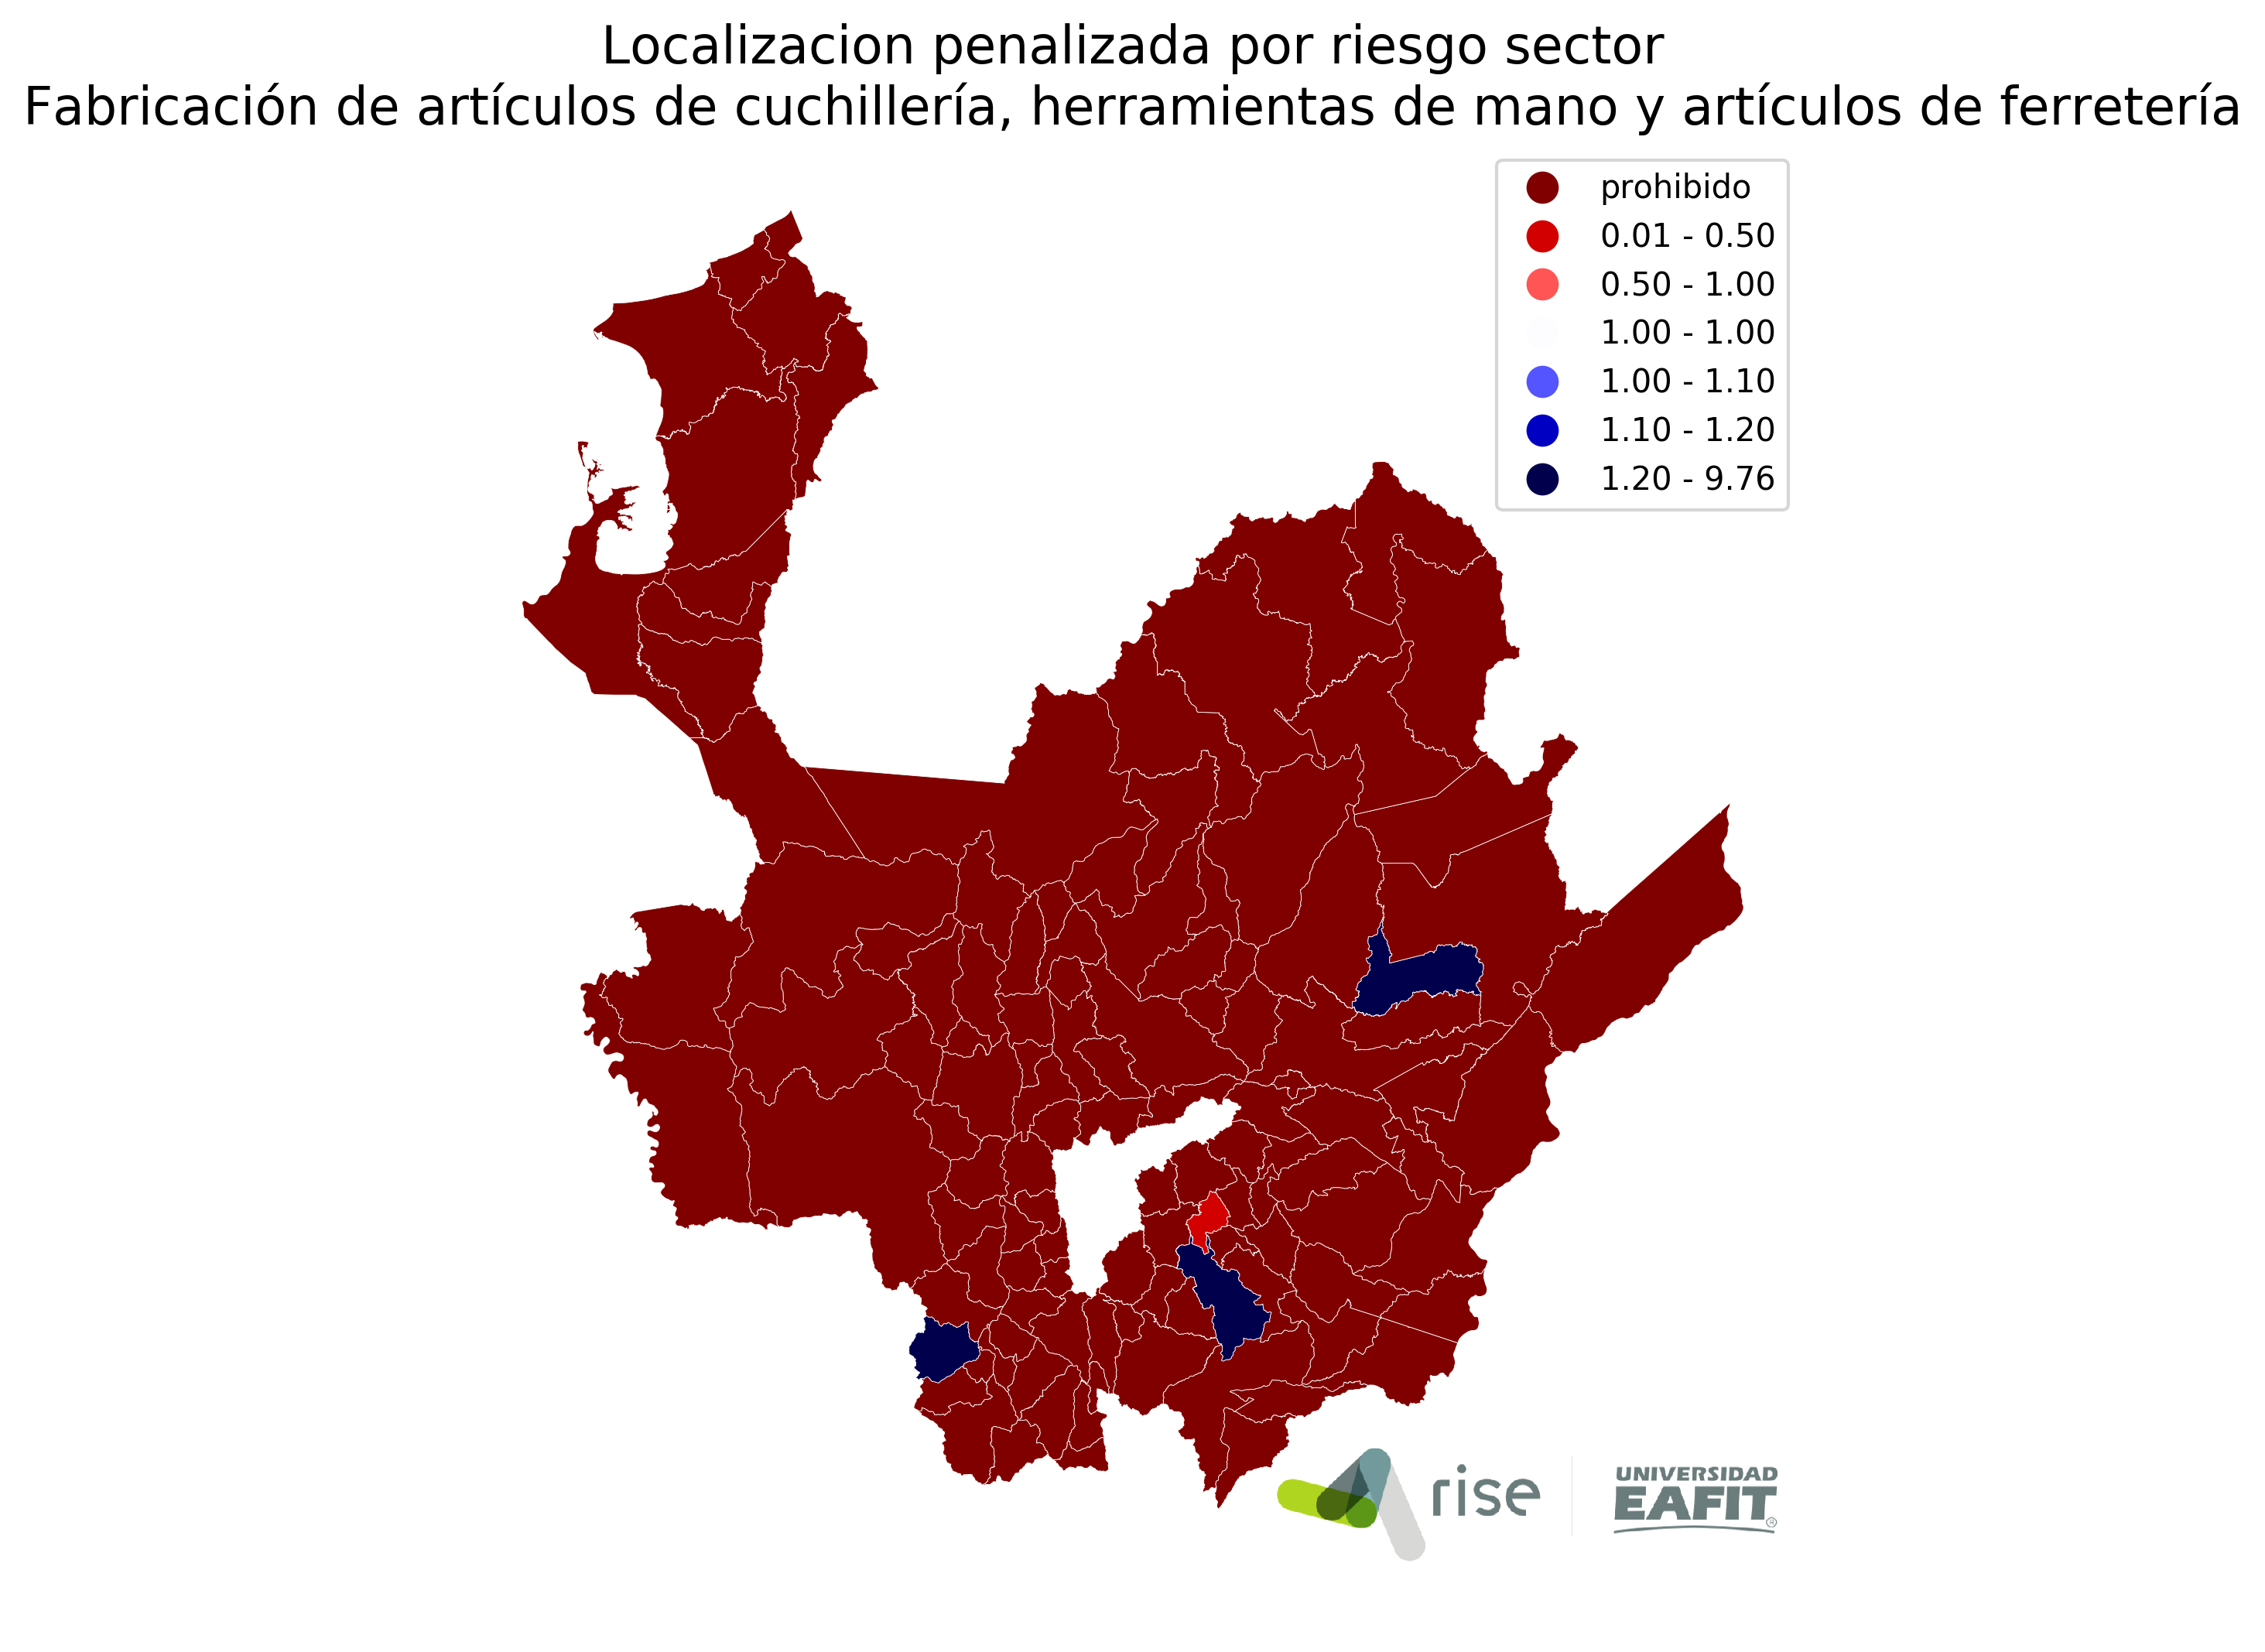 Localizacion penalizada por riesgo sector
Fabricación de artículos de cuchillería, herramientas de mano y artículos de ferretería
prohibido
0.01 - 0.50
0.50 - 1.00
1.00 - 1.00
1.00 - 1.10
1.10 - 1.20
1.20 - 9.76
rise
UNIVERSIDAD
EAFIT®